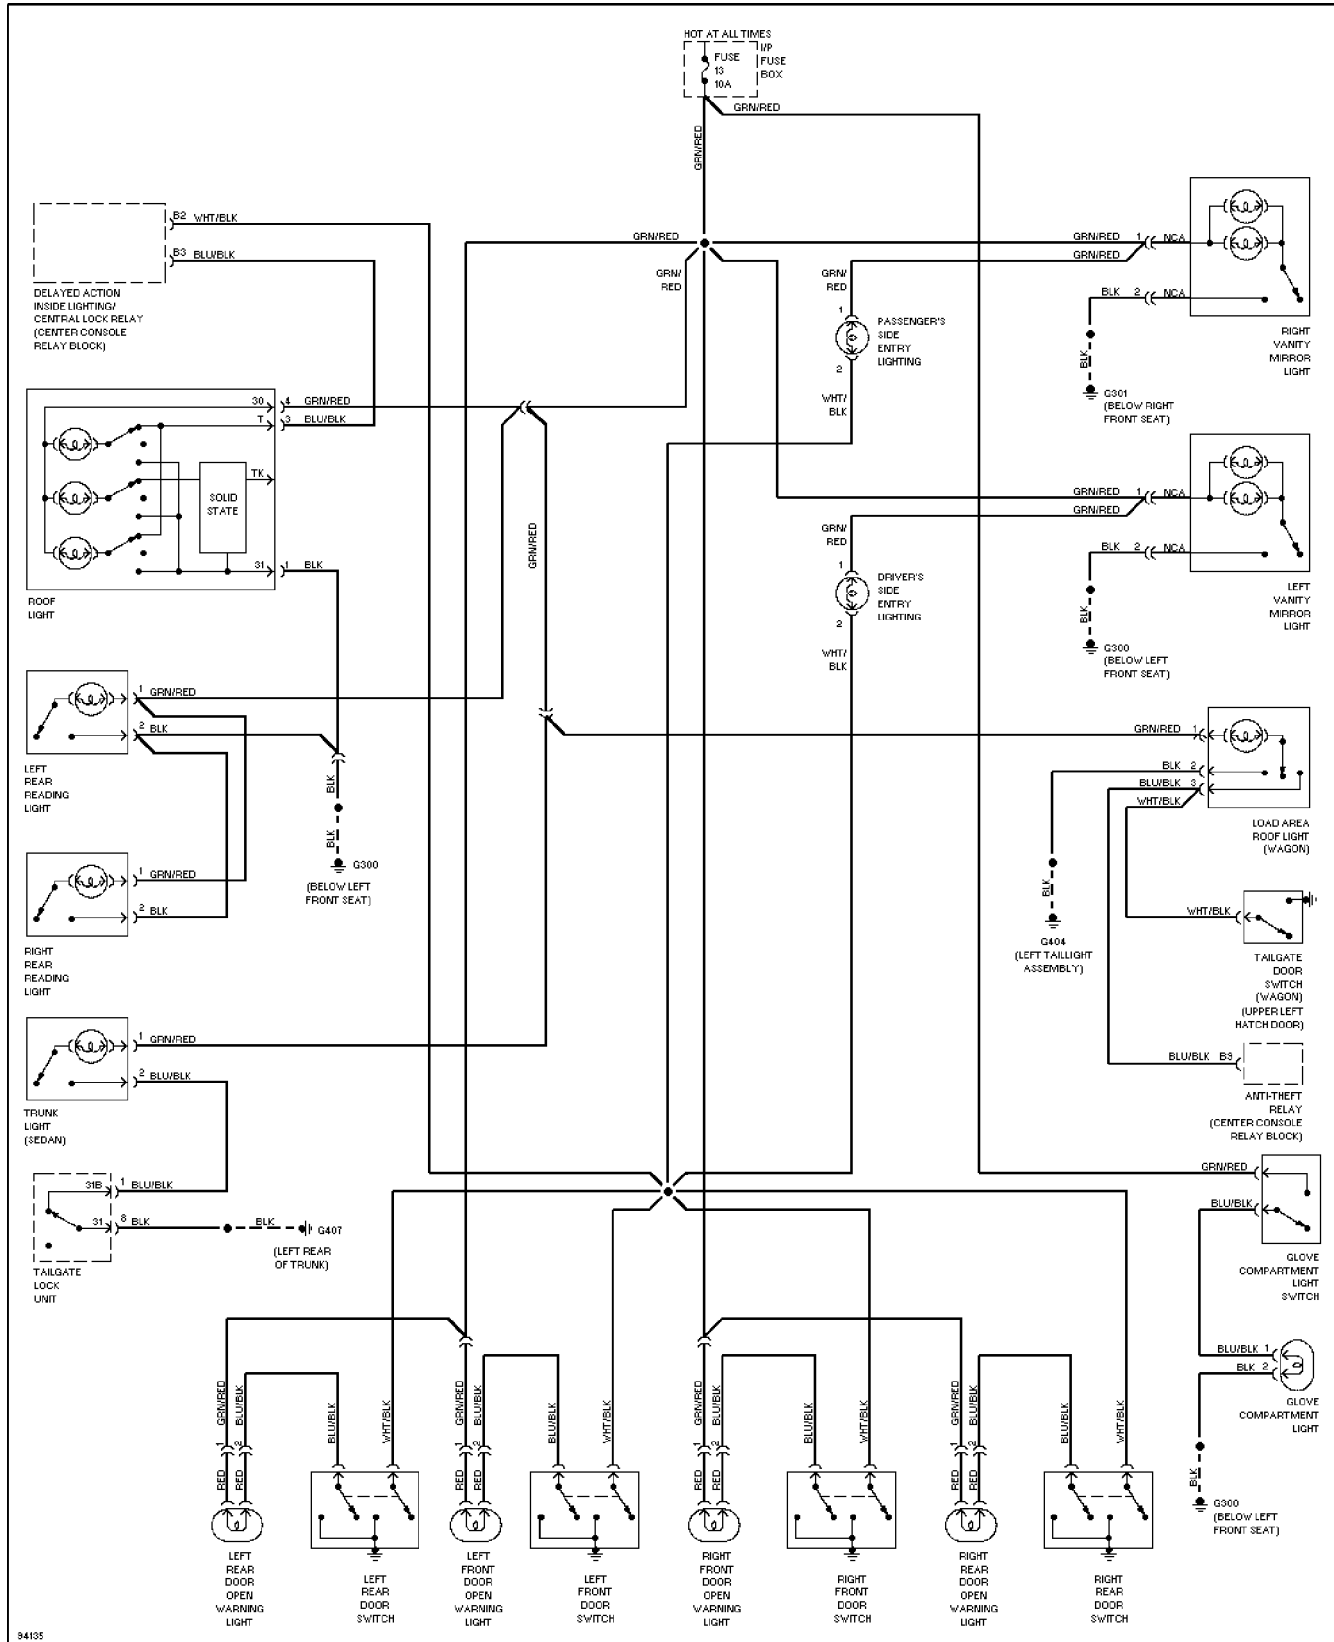 HOT AT ALL TIMES
FUSE
13
10A
I/P
FUSE
BOX
GRN/RED
GRN/RED
B2 WHT/BLK
B3 BLU/BLK
DELAYED ACTION
INSIDE LIGHTING/
CENTRAL LOCK RELAY
(CENTER CONSOLE
RELAY BLOCK)
GRN/RED
GRN/
RED
GRN/
RED
1
PASSENGER'S
SIDE
ENTRY
LIGHTING
2
WHT/
BLK
GRN/RED 1 NCA
GRN/RED
BLK 2 NCA
BLK
G301
(BELOW RIGHT
FRONT SEAT)
RIGHT
VANITY
MIRROR
LIGHT
30 4 GRN/RED
T 3 BLU/BLK
TK
SOLID
STATE
31 1 BLK
ROOF
LIGHT
GRN/RED
GRN/
RED
1
DRIVER'S
SIDE
ENTRY
LIGHTING
2
WHT/
BLK
GRN/RED 1 NCA
GRN/RED
BLK 2 NCA
BLK
G300
(BELOW LEFT
FRONT SEAT)
LEFT
VANITY
MIRROR
LIGHT
1 GRN/RED
2 BLK
LEFT
REAR
READING
LIGHT
BLK
BLK
G300
(BELOW LEFT
FRONT SEAT)
GRN/RED 1
BLK 2
BLU/BLK 3
WHT/BLK
LOAD AREA
ROOF LIGHT
(WAGON)
BLK
G404
(LEFT TAILLIGHT
ASSEMBLY)
1 GRN/RED
2 BLK
RIGHT
REAR
READING
LIGHT
WHT/BLK
TAILGATE
DOOR
SWITCH
(WAGON)
(UPPER LEFT
HATCH DOOR)
1 GRN/RED
2 BLU/BLK
TRUNK
LIGHT
(SEDAN)
BLU/BLK B3
ANTI-THEFT
RELAY
(CENTER CONSOLE
RELAY BLOCK)
31B 1 BLU/BLK
31 8 BLK
BLK G407
(LEFT REAR
OF TRUNK)
TAILGATE
LOCK
UNIT
GRN/RED
BLU/BLK
GLOVE
COMPARTMENT
LIGHT
SWITCH
BLU/BLK 1
BLK 2
GLOVE
COMPARTMENT
LIGHT
BLK
G300
(BELOW LEFT
FRONT SEAT)
RED 1 GRN/RED
RED 2 BLU/BLK
BLU/BLK
WHT/BLK
RED 1 GRN/RED
RED 2 BLU/BLK
BLU/BLK
WHT/BLK
RED 1 GRN/RED
RED 2 BLU/BLK
BLU/BLK
WHT/BLK
RED 1 GRN/RED
RED 2 BLU/BLK
BLU/BLK
WHT/BLK
LEFT
REAR
DOOR
OPEN
WARNING
LIGHT
LEFT
REAR
DOOR
SWITCH
LEFT
FRONT
DOOR
OPEN
WARNING
LIGHT
LEFT
FRONT
DOOR
SWITCH
RIGHT
FRONT
DOOR
OPEN
WARNING
LIGHT
RIGHT
FRONT
DOOR
SWITCH
RIGHT
REAR
DOOR
OPEN
WARNING
LIGHT
RIGHT
REAR
DOOR
SWITCH
94135